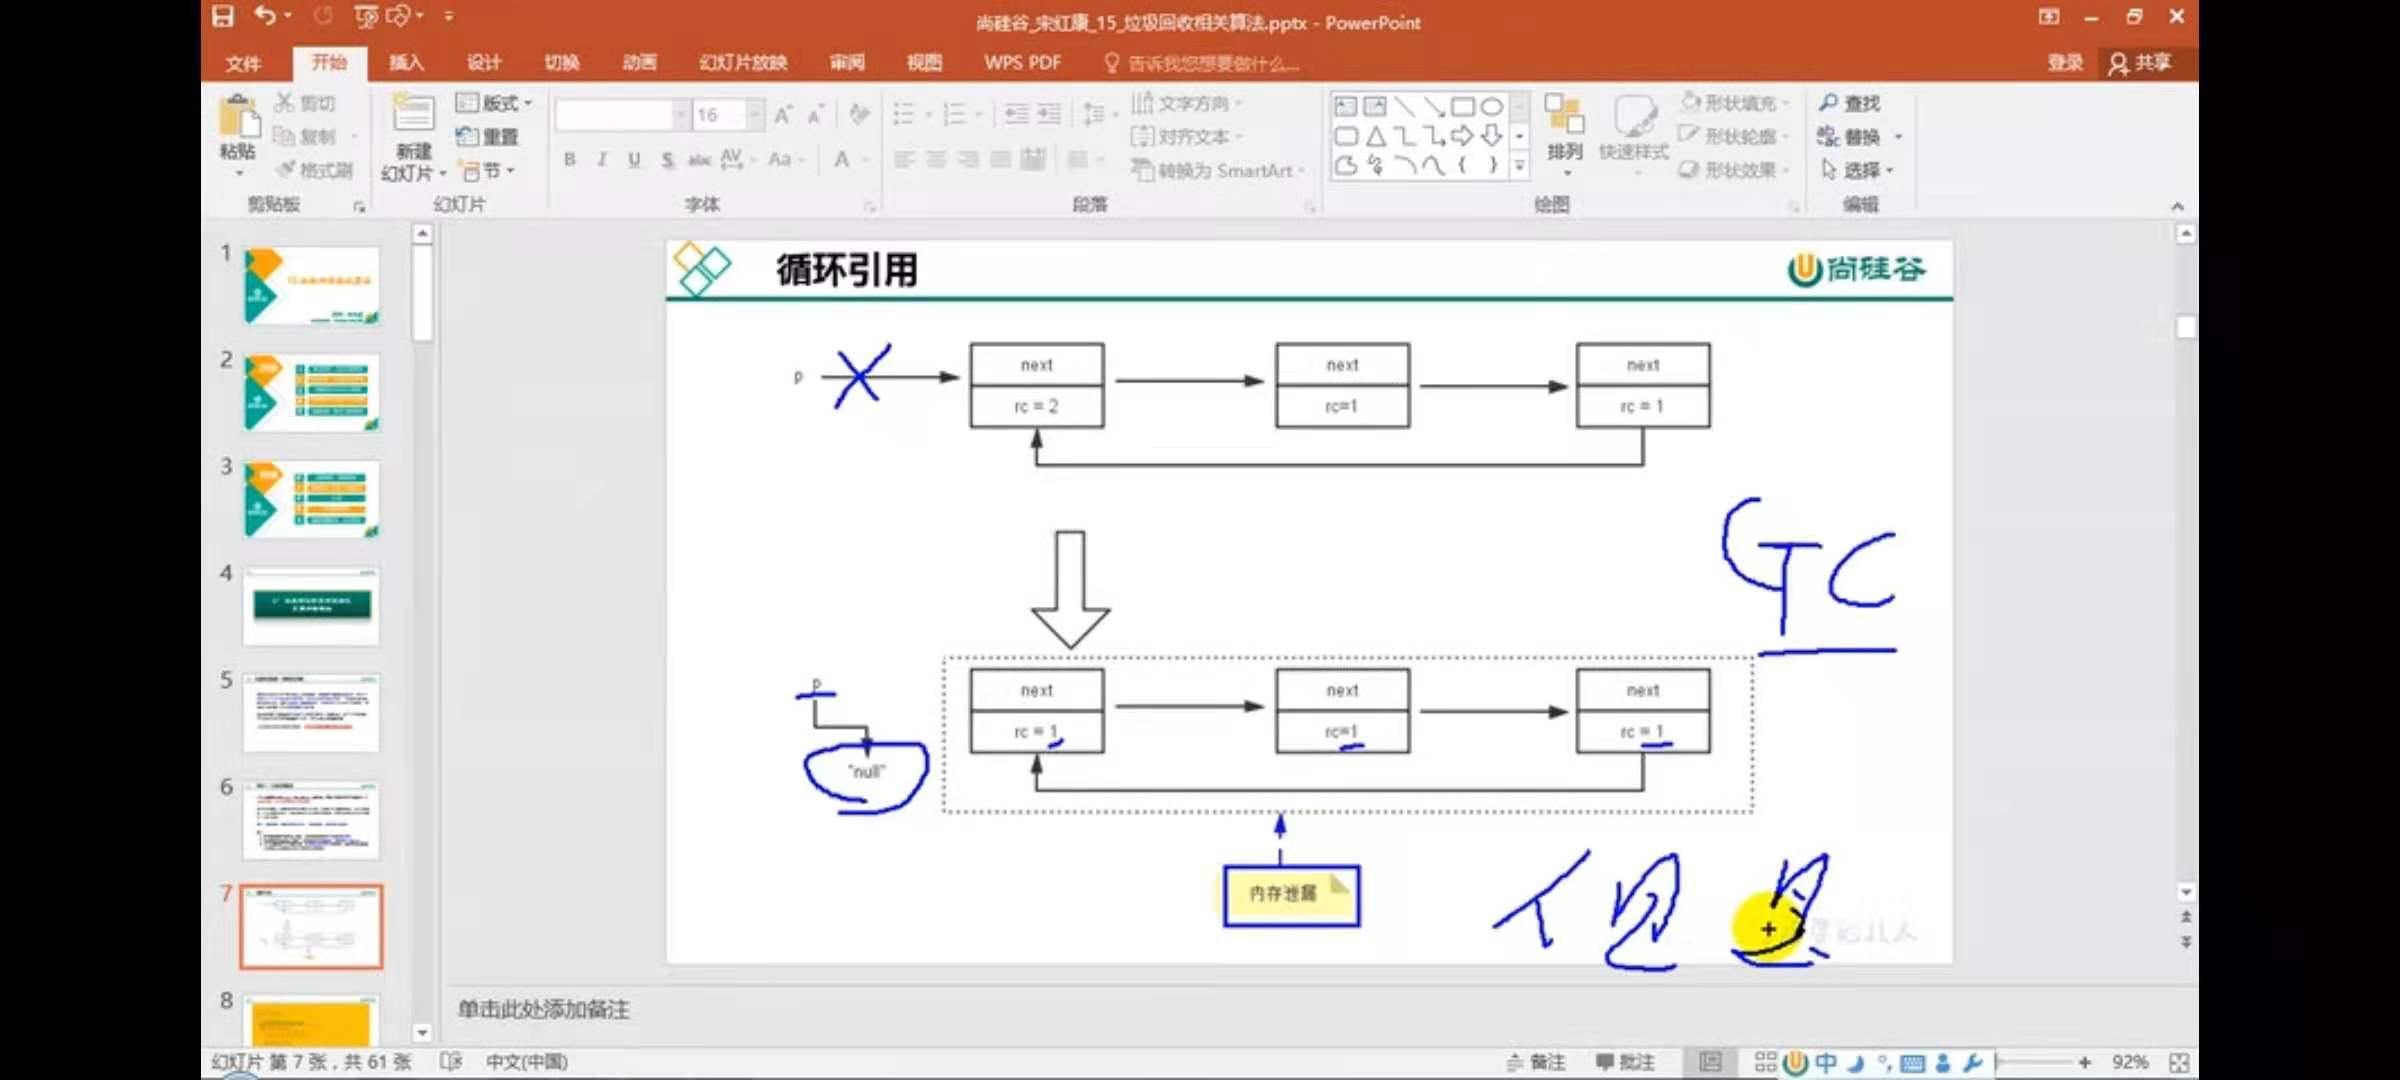 尚硅谷_宋红康_15_垃圾回收相关算法.pptx - PowerPoint
文件 开始 插入 设计 切换 动画 幻灯片放映 审阅 视图 WPS PDF 告诉我您想要做什么... 登录 共享
剪切 版式 16 文字方向 形状填充 查找
复制 重置 对齐文本 形状轮廓 替换
粘贴 新建 排列 快速样式
格式刷 幻灯片 节 B I U S abc AV Aa A 转换为 SmartArt 形状效果 选择
剪贴板 幻灯片 字体 段落 绘图 编辑
1
2
3
4
5
6
7
8
循环引用
尚硅谷
p
next next next
rc = 2 rc=1 rc = 1
GC
p
next next next
rc = 1 rc=1 rc = 1
"null"
内存泄漏
单击此处添加备注
幻灯片 第 7 张，共 61 张 中文(中国) 备注 批注 中 92%